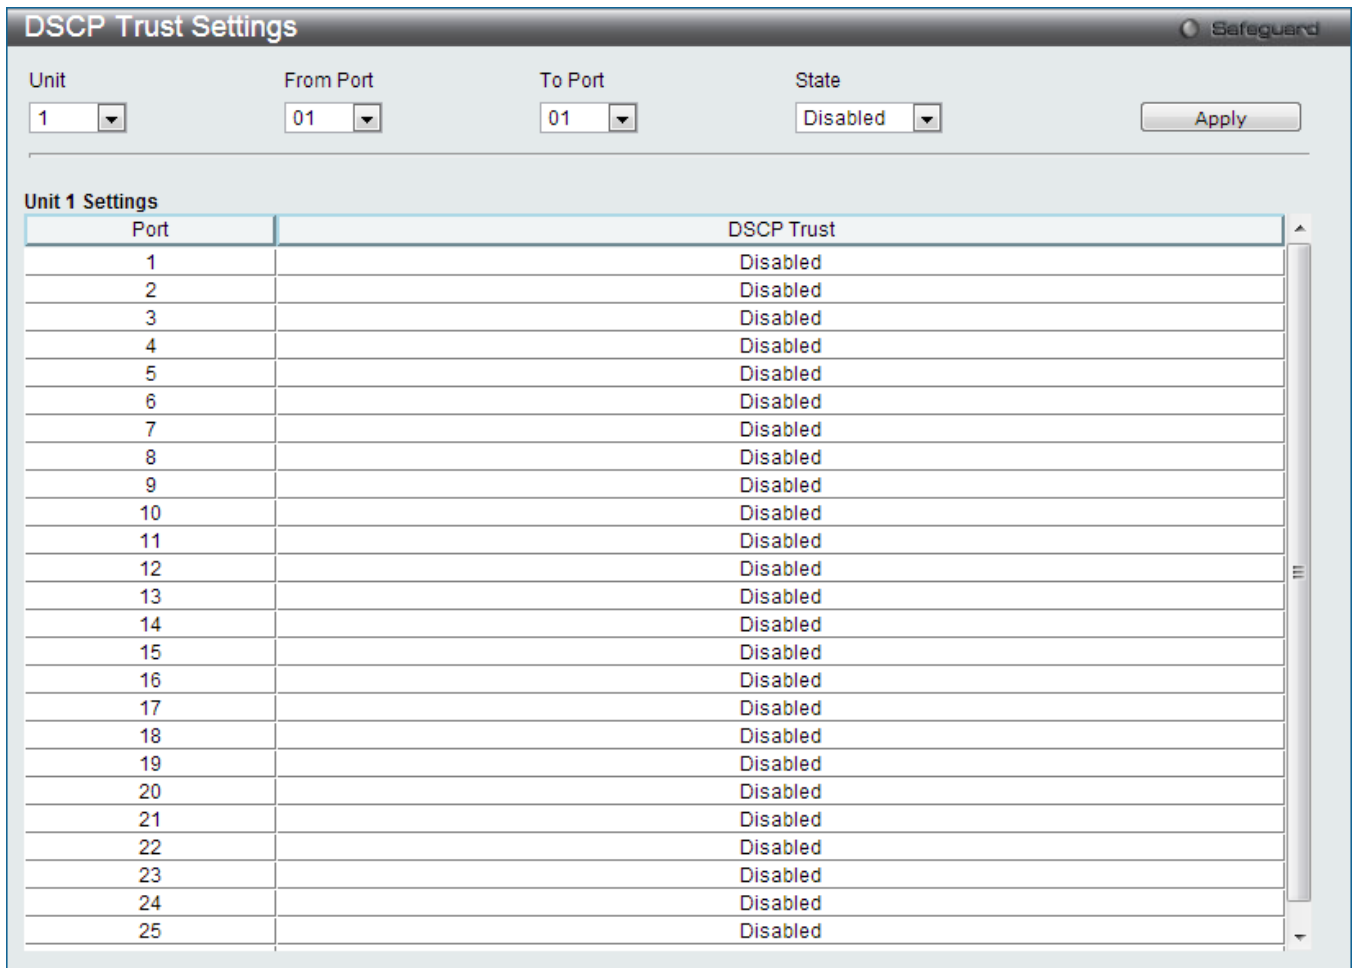 DSCP Trust Settings
Safeguard
Unit From Port To Port State
1 01 01 Disabled Apply
Unit 1 Settings
Port DSCP Trust
1 Disabled
2 Disabled
3 Disabled
4 Disabled
5 Disabled
6 Disabled
7 Disabled
8 Disabled
9 Disabled
10 Disabled
11 Disabled
12 Disabled
13 Disabled
14 Disabled
15 Disabled
16 Disabled
17 Disabled
18 Disabled
19 Disabled
20 Disabled
21 Disabled
22 Disabled
23 Disabled
24 Disabled
25 Disabled